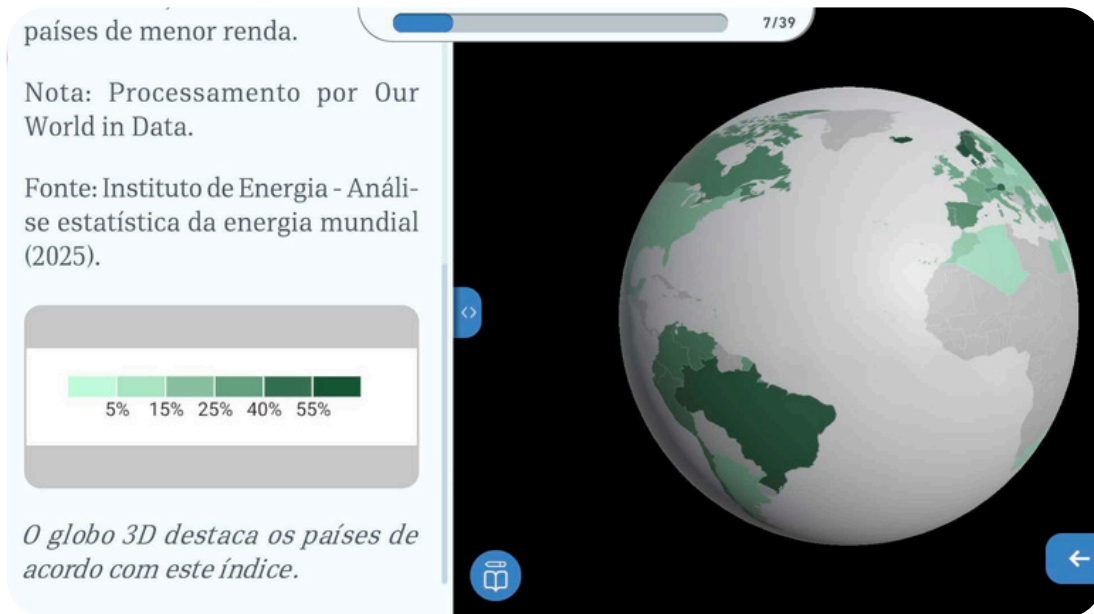 países de menor renda.
7/39
Nota: Processamento por Our
World in Data.
Fonte: Instituto de Energia - Análi-
se estatística da energia mundial
(2025).
5% 15% 25% 40% 55%
O globo 3D destaca os países de
acordo com este índice.